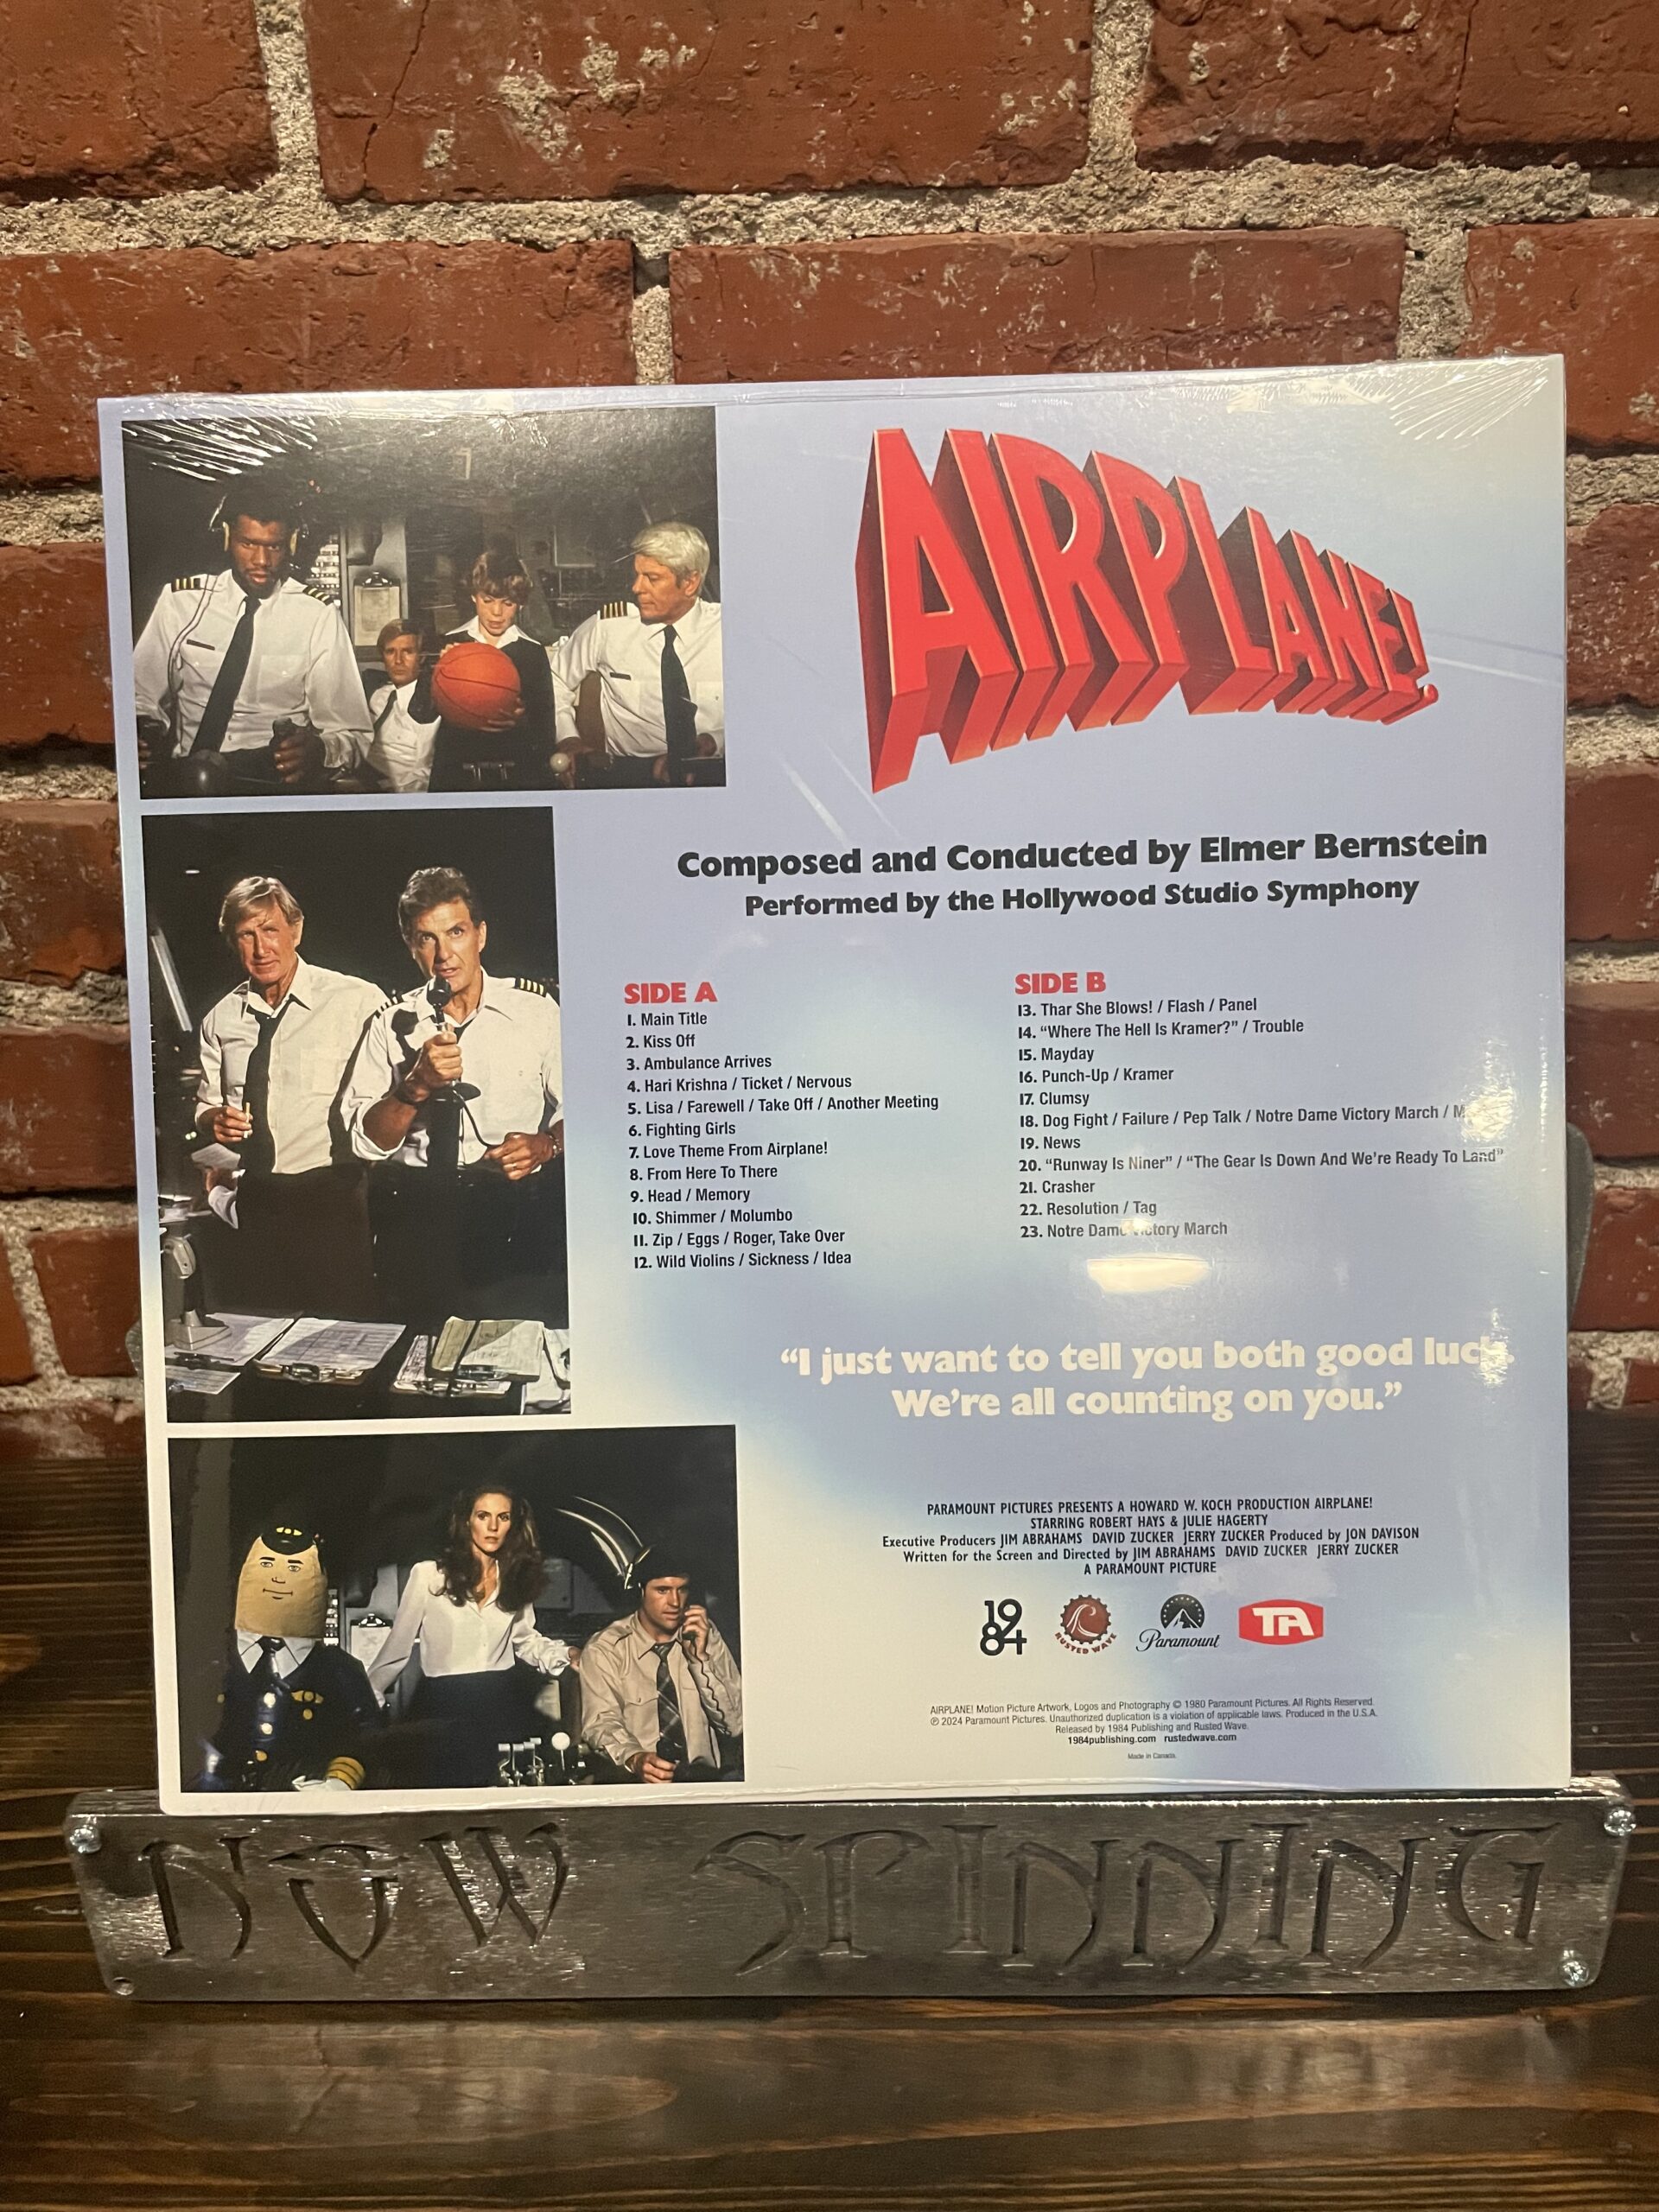 AIRPLANE!
Composed and Conducted by Elmer Bernstein
Performed by the Hollywood Studio Symphony
SIDE A
1. Main Title
2. Kiss Off
3. Ambulance Arrives
4. Hari Krishna / Ticket / Nervous
5. Lisa / Farewell / Take Off / Another Meeting
6. Fighting Girls
7. Love Theme From Airplane!
8. From Here To There
9. Head / Memory
10. Shimmer / Molumbo
11. Zip / Eggs / Roger, Take Over
12. Wild Violins / Sickness / Idea
SIDE B
13. Thar She Blows! / Flash / Panel
14. “Where The Hell Is Kramer?” / Trouble
15. Mayday
16. Punch-Up / Kramer
17. Clumsy
18. Dog Fight / Failure / Pep Talk / Notre Dame Victory March /
19. News
20. “Runway Is Niner” / “The Gear Is Down And We’re Ready To Land”
21. Crasher
22. Resolution / Tag
23. Notre Dame Victory March
“I just want to tell you both good luck.
We’re all counting on you.”
PARAMOUNT PICTURES PRESENTS A HOWARD W. KOCH PRODUCTION AIRPLANE!
STARRING ROBERT HAYS & JULIE HAGERTY
Executive Producers JIM ABRAHAMS DAVID ZUCKER JERRY ZUCKER Produced by JON DAVISON
Written for the Screen and Directed by JIM ABRAHAMS DAVID ZUCKER JERRY ZUCKER
A PARAMOUNT PICTURE
1984 RUSTED WAVE Paramount TA
AIRPLANE! Motion Picture Artwork, Logos and Photography © 1980 Paramount Pictures. All Rights Reserved.
℗ 2024 Paramount Pictures. Unauthorized duplication is a violation of applicable laws. Produced in the U.S.A.
Released by 1984 Publishing and Rusted Wave.
1984publishing.com rustedwave.com
Made in Canada.
NOW SPINNING